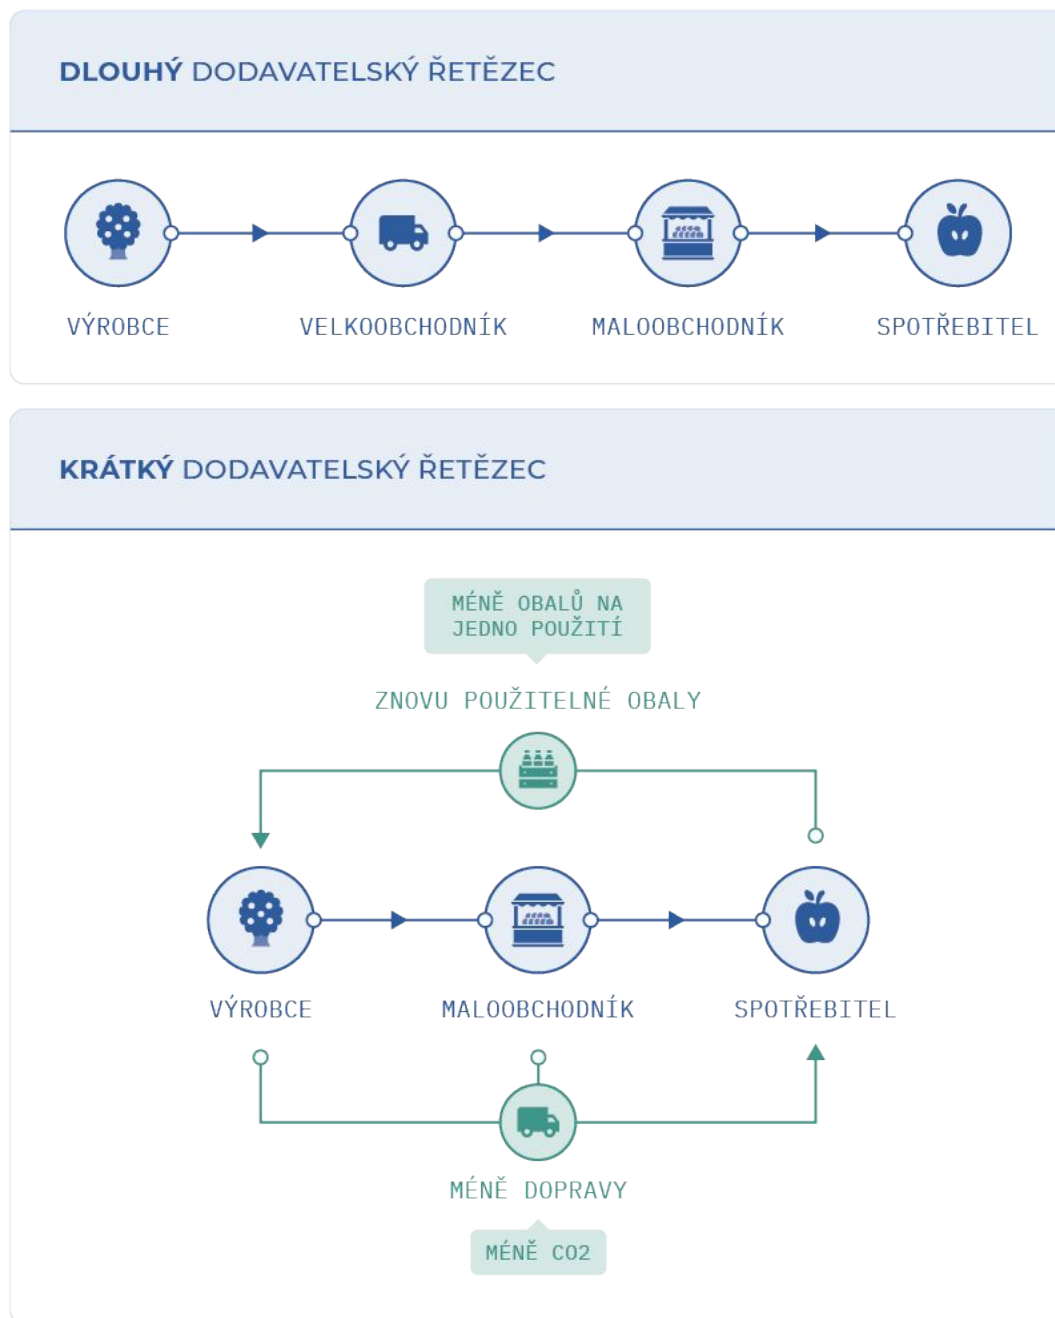 DLOUHÝ DODAVATELSKÝ ŘETĚZEC
VÝROBCE
VELKOOBCHODNÍK
MALOOBCHODNÍK
SPOTŘEBITEL
KRÁTKÝ DODAVATELSKÝ ŘETĚZEC
MÉNĚ OBALŮ NA
JEDNO POUŽITÍ
ZNOVU POUŽITELNÉ OBALY
VÝROBCE
MALOOBCHODNÍK
SPOTŘEBITEL
MÉNĚ DOPRAVY
MÉNĚ CO2